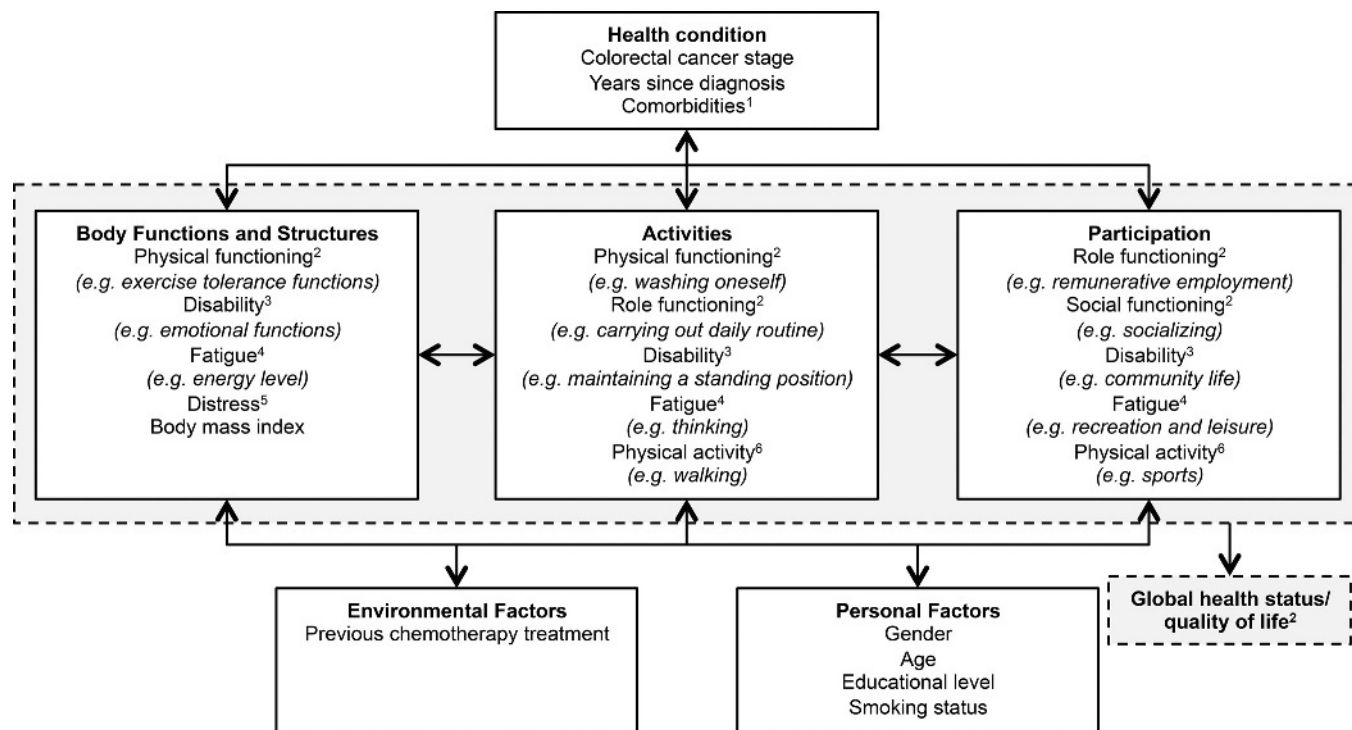 Health condition
Colorectal cancer stage
Years since diagnosis
Comorbidities¹
Body Functions and Structures
Physical functioning²
(e.g. exercise tolerance functions)
Disability³
(e.g. emotional functions)
Fatigue⁴
(e.g. energy level)
Distress⁵
Body mass index
Activities
Physical functioning²
(e.g. washing oneself)
Role functioning²
(e.g. carrying out daily routine)
Disability³
(e.g. maintaining a standing position)
Fatigue⁴
(e.g. thinking)
Physical activity⁶
(e.g. walking)
Participation
Role functioning²
(e.g. remunerative employment)
Social functioning²
(e.g. socializing)
Disability³
(e.g. community life)
Fatigue⁴
(e.g. recreation and leisure)
Physical activity⁶
(e.g. sports)
Environmental Factors
Previous chemotherapy treatment
Personal Factors
Gender
Age
Educational level
Smoking status
Global health status/
quality of life²